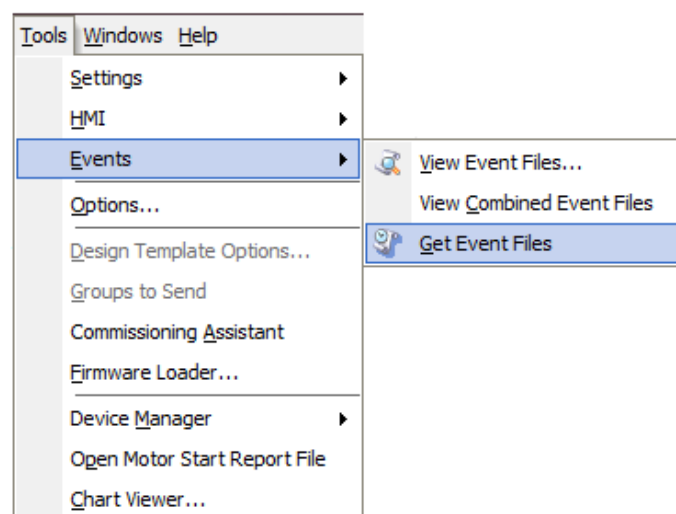 Tools Windows Help
Settings
HMI
Events
View Event Files...
View Combined Event Files
Get Event Files
Options...
Design Template Options...
Groups to Send
Commissioning Assistant
Firmware Loader...
Device Manager
Open Motor Start Report File
Chart Viewer...